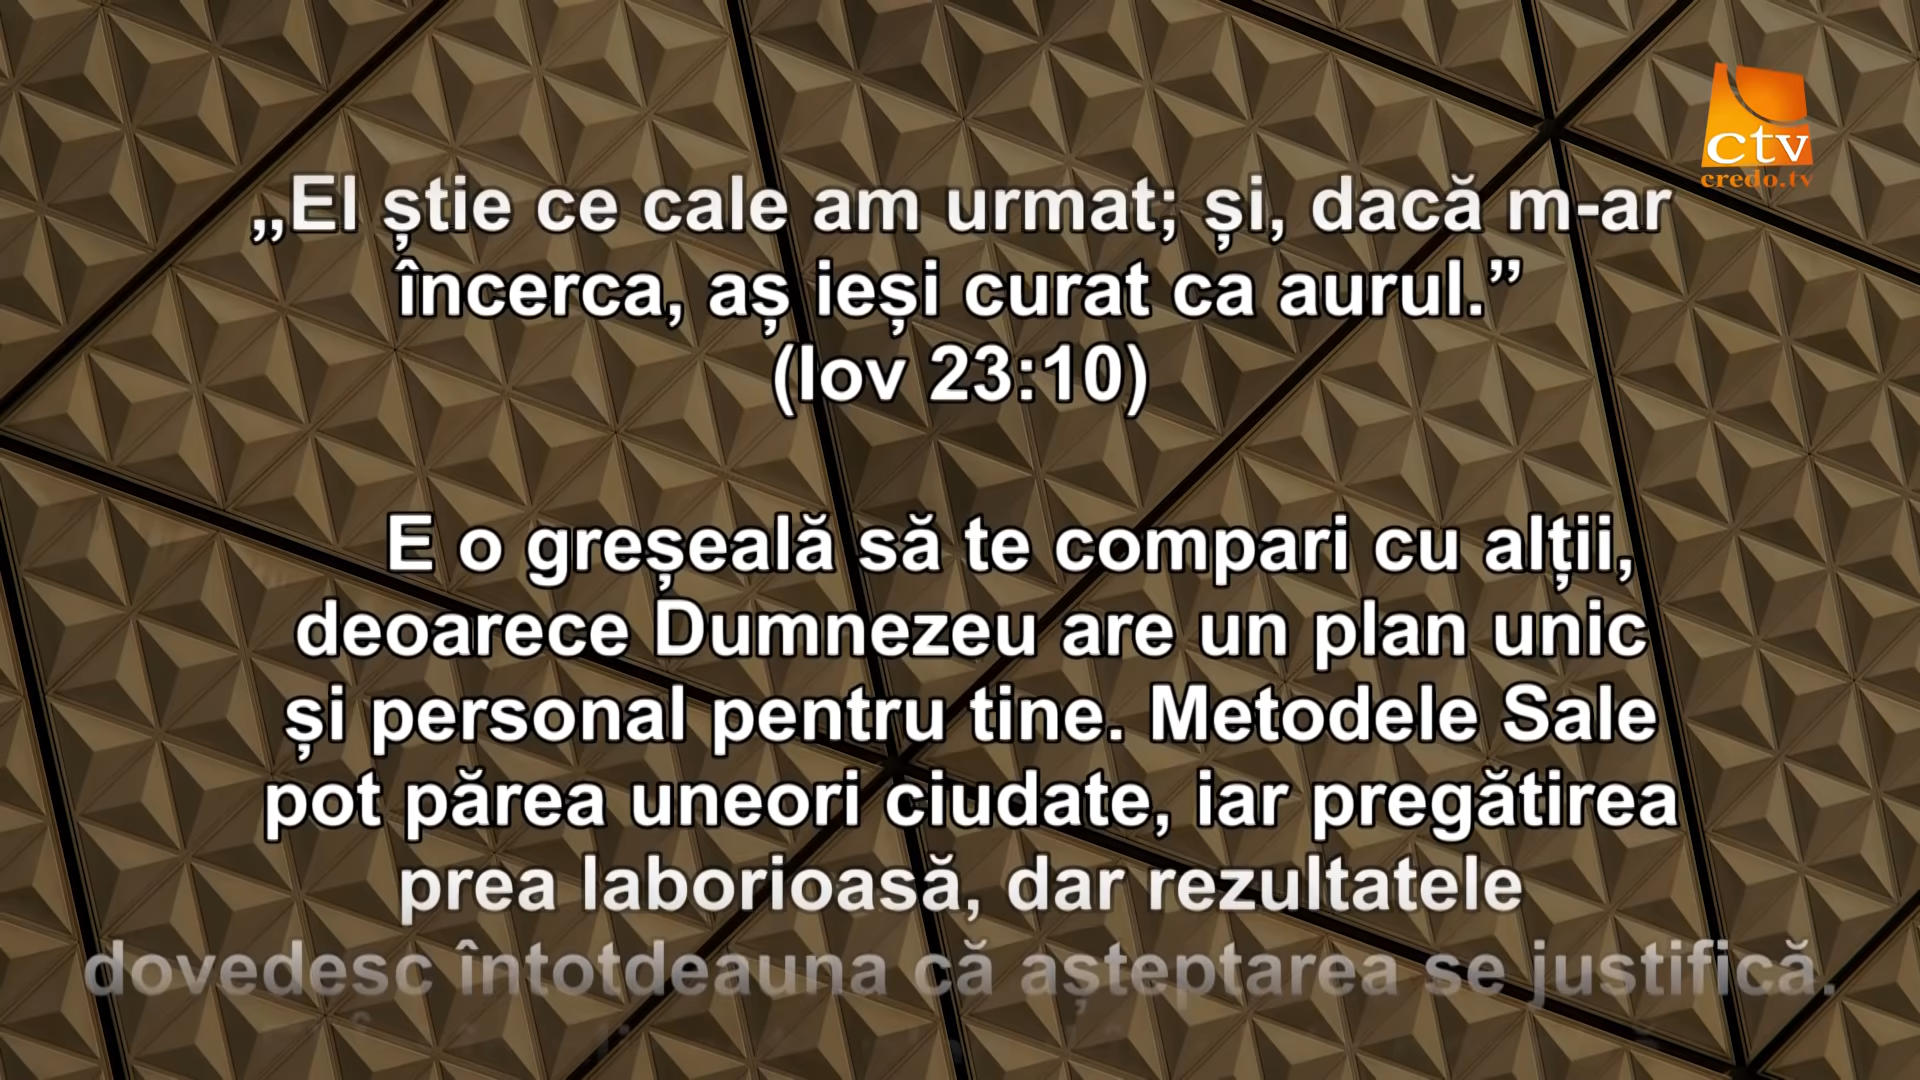 ctv
credo.tv
„El știe ce cale am urmat; și, dacă m-ar
încerca, aș ieși curat ca aurul.”
(Iov 23:10)
E o greșeală să te compari cu alții,
deoarece Dumnezeu are un plan unic
și personal pentru tine. Metodele Sale
pot părea uneori ciudate, iar pregătirea
prea laborioasă, dar rezultatele
dovedesc întotdeauna că așteptarea se justifică.